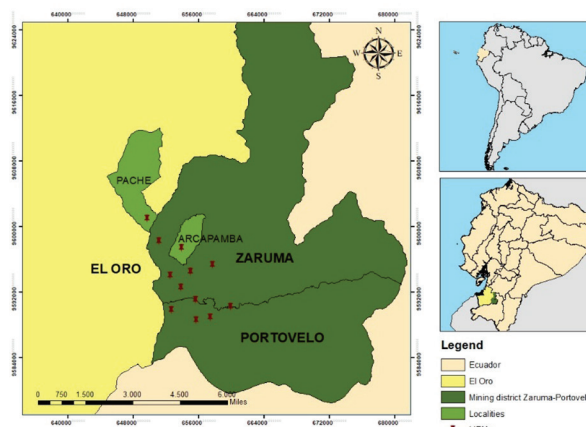 640000 648000 656000 664000 672000 680000
9624000
9616000
9608000
9600000
9592000
9584000
N
W E
S
PACHE
ARCAPAMBA
EL ORO
ZARUMA
PORTOVELO
0 750 1.500 3.000 4.500 6.000
Miles
640000 648000 656000 664000 672000 680000
Legend
Ecuador
El Oro
Mining district Zaruma-Portovel
Localities